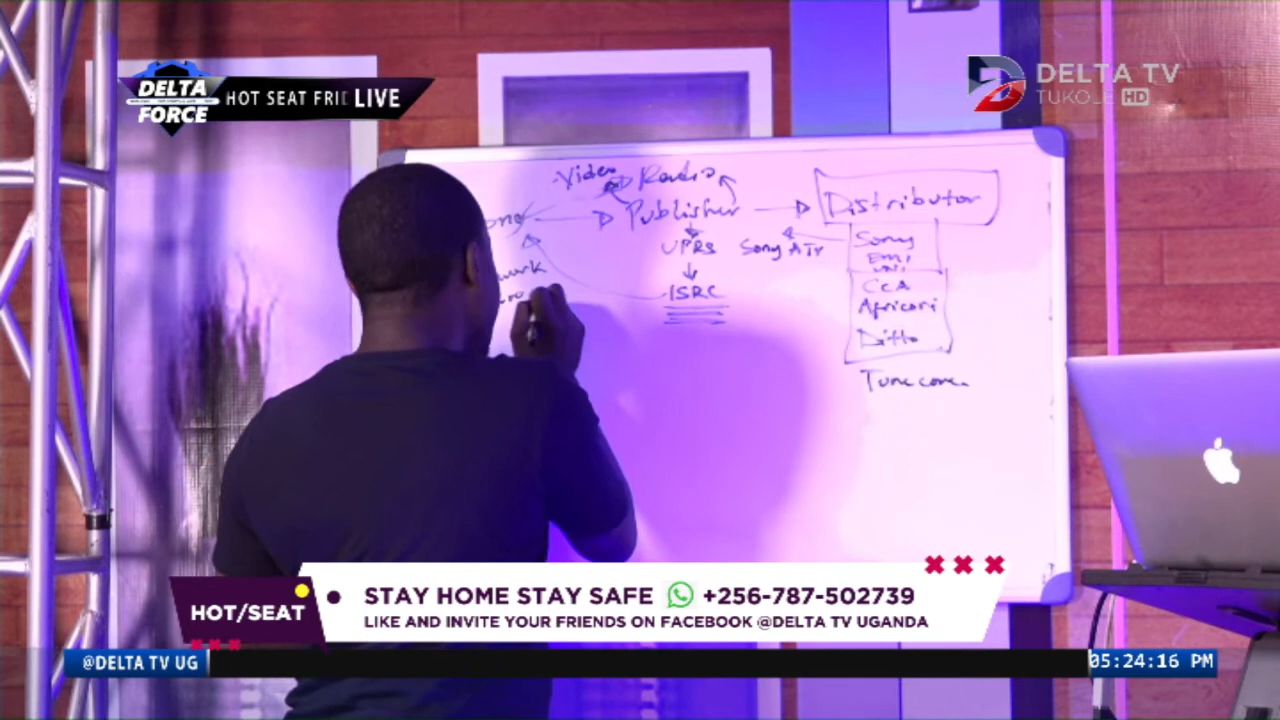 DELTA FORCE
HOT SEAT FRID LIVE
DELTA TV
TUKOLE HD
Video Radio
Publisher
Distributor
UPRS Sony ATV
Sony
EMI
ISRC
CCA
Africori
Ditto
Tunecore
HOT/SEAT
STAY HOME STAY SAFE +256-787-502739
LIKE AND INVITE YOUR FRIENDS ON FACEBOOK @DELTA TV UGANDA
@DELTA TV UG
05:24:16 PM